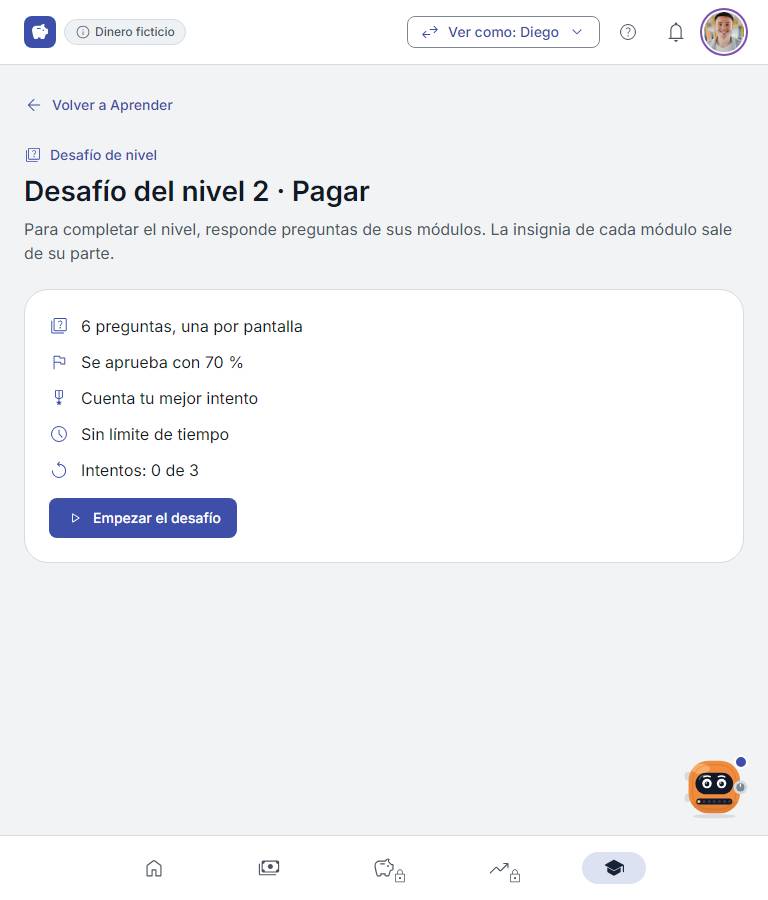 Dinero ficticio
Ver como: Diego
Volver a Aprender
Desafío de nivel
Desafío del nivel 2 · Pagar
Para completar el nivel, responde preguntas de sus módulos. La insignia de cada módulo sale
de su parte.
6 preguntas, una por pantalla
Se aprueba con 70 %
Cuenta tu mejor intento
Sin límite de tiempo
Intentos: 0 de 3
Empezar el desafío